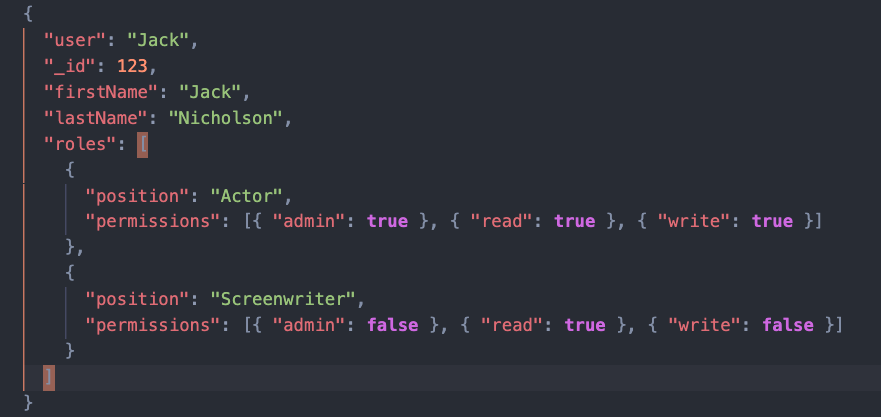 {
"user": "Jack",
"_id": 123,
"firstName": "Jack",
"lastName": "Nicholson",
"roles": [
{
"position": "Actor",
"permissions": [{ "admin": true }, { "read": true }, { "write": true }]
},
{
"position": "Screenwriter",
"permissions": [{ "admin": false }, { "read": true }, { "write": false }]
}
]
}